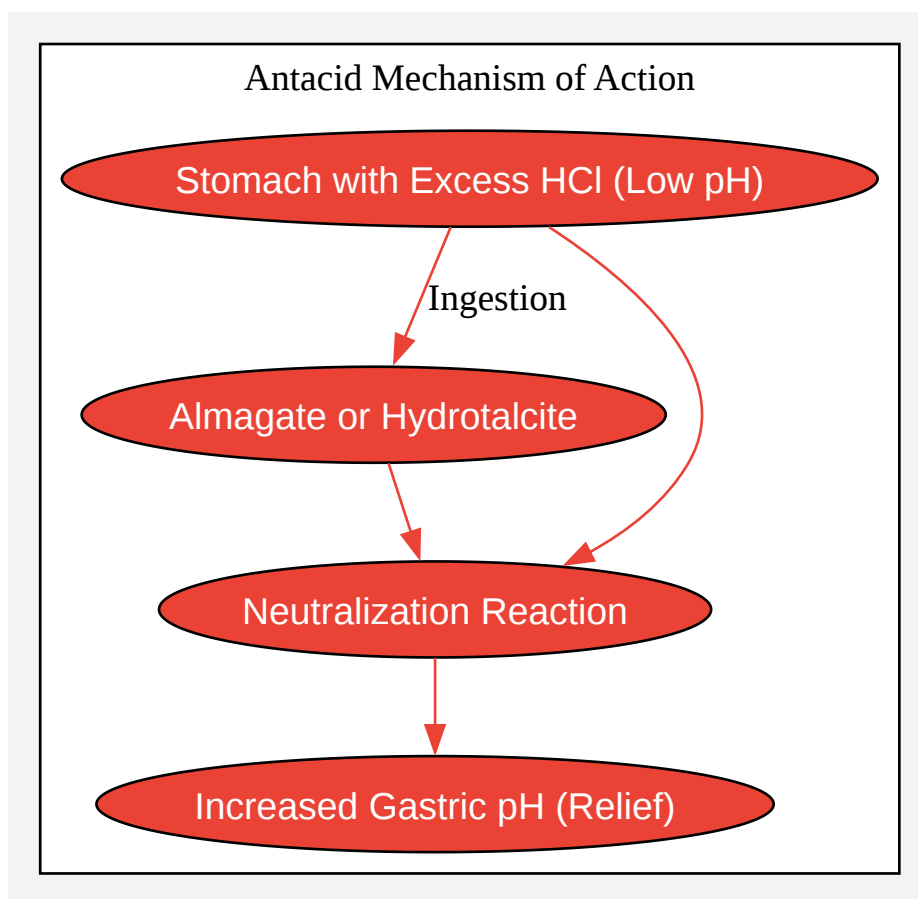 Antacid Mechanism of Action
Stomach with Excess HCl (Low pH)
Ingestion
Almagate or Hydrotalcite
Neutralization Reaction
Increased Gastric pH (Relief)